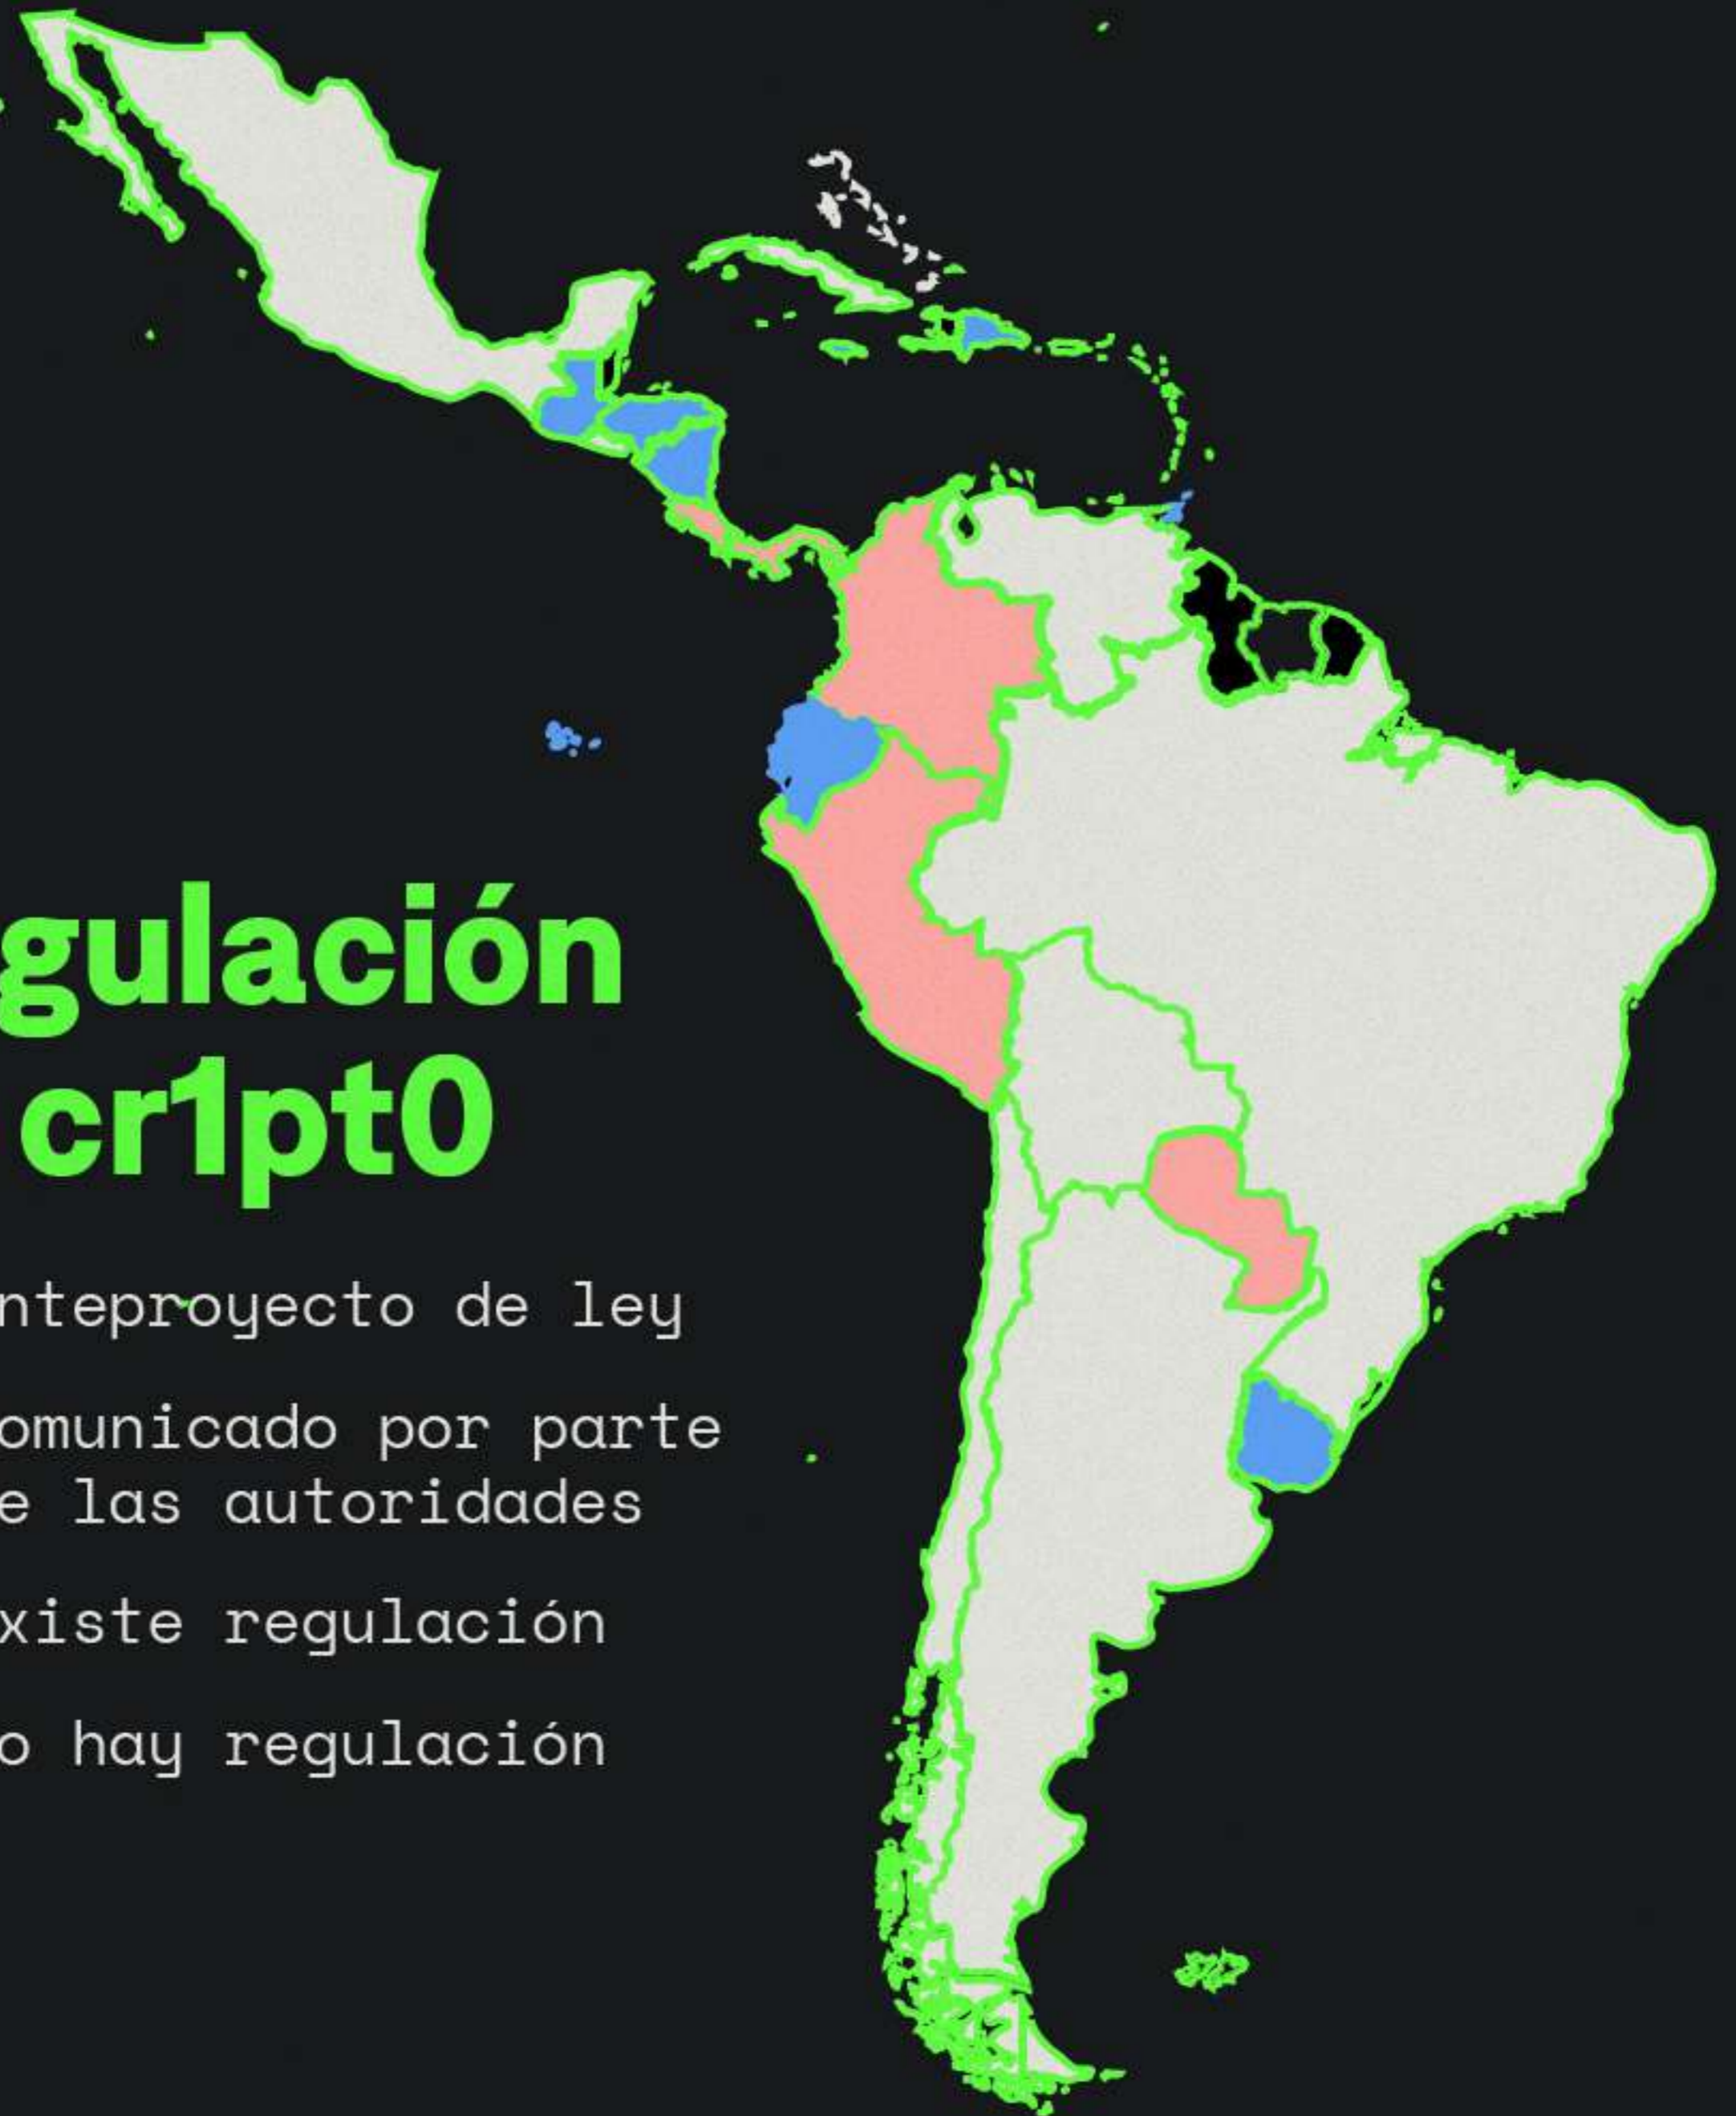 gulación
cr1pt0
nteproyecto de ley
omunicado por parte
e las autoridades
xiste regulación
o hay regulación